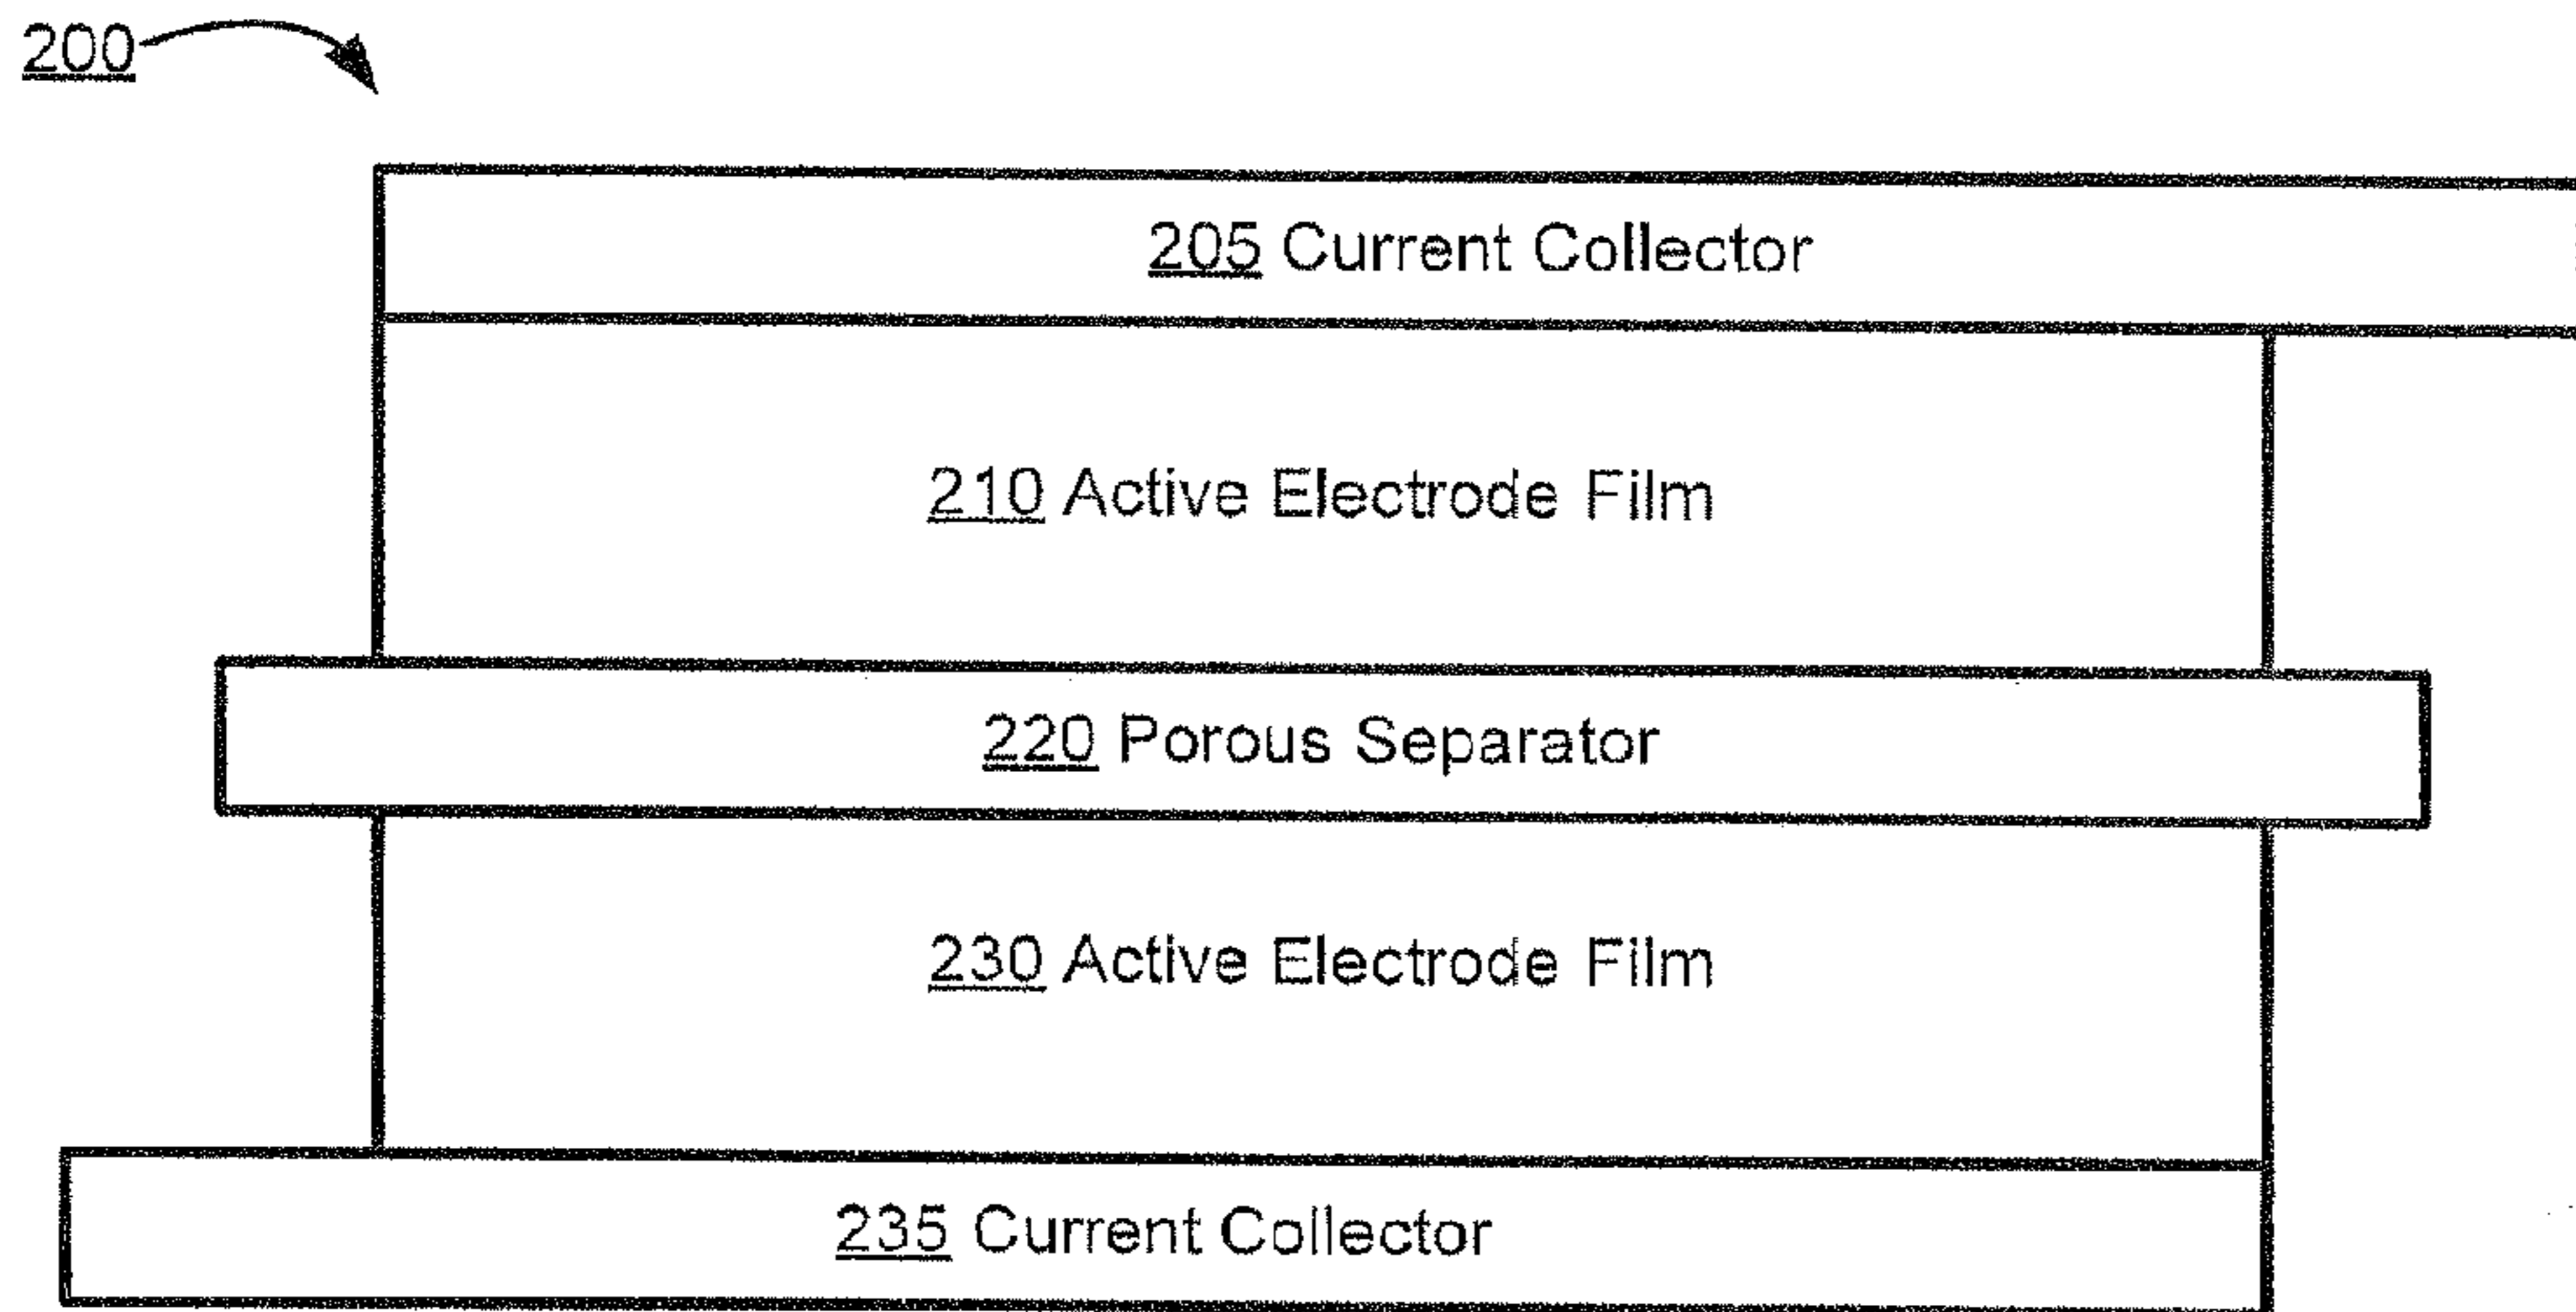 200
205 Current Collector
210 Active Electrode Film
220 Porous Separator
230 Active Electrode Film
235 Current Collector